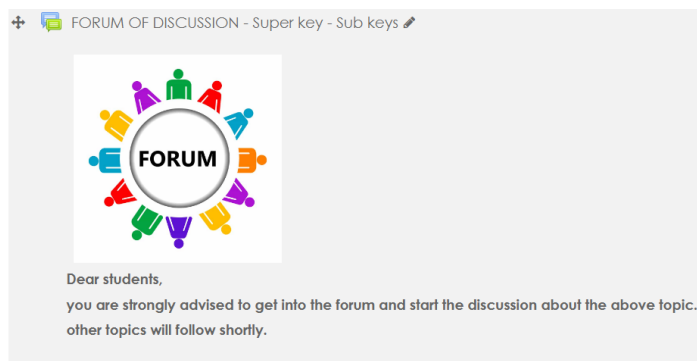 FORUM OF DISCUSSION - Super key - Sub keys
FORUM
Dear students,
you are strongly advised to get into the forum and start the discussion about the above topic.
other topics will follow shortly.